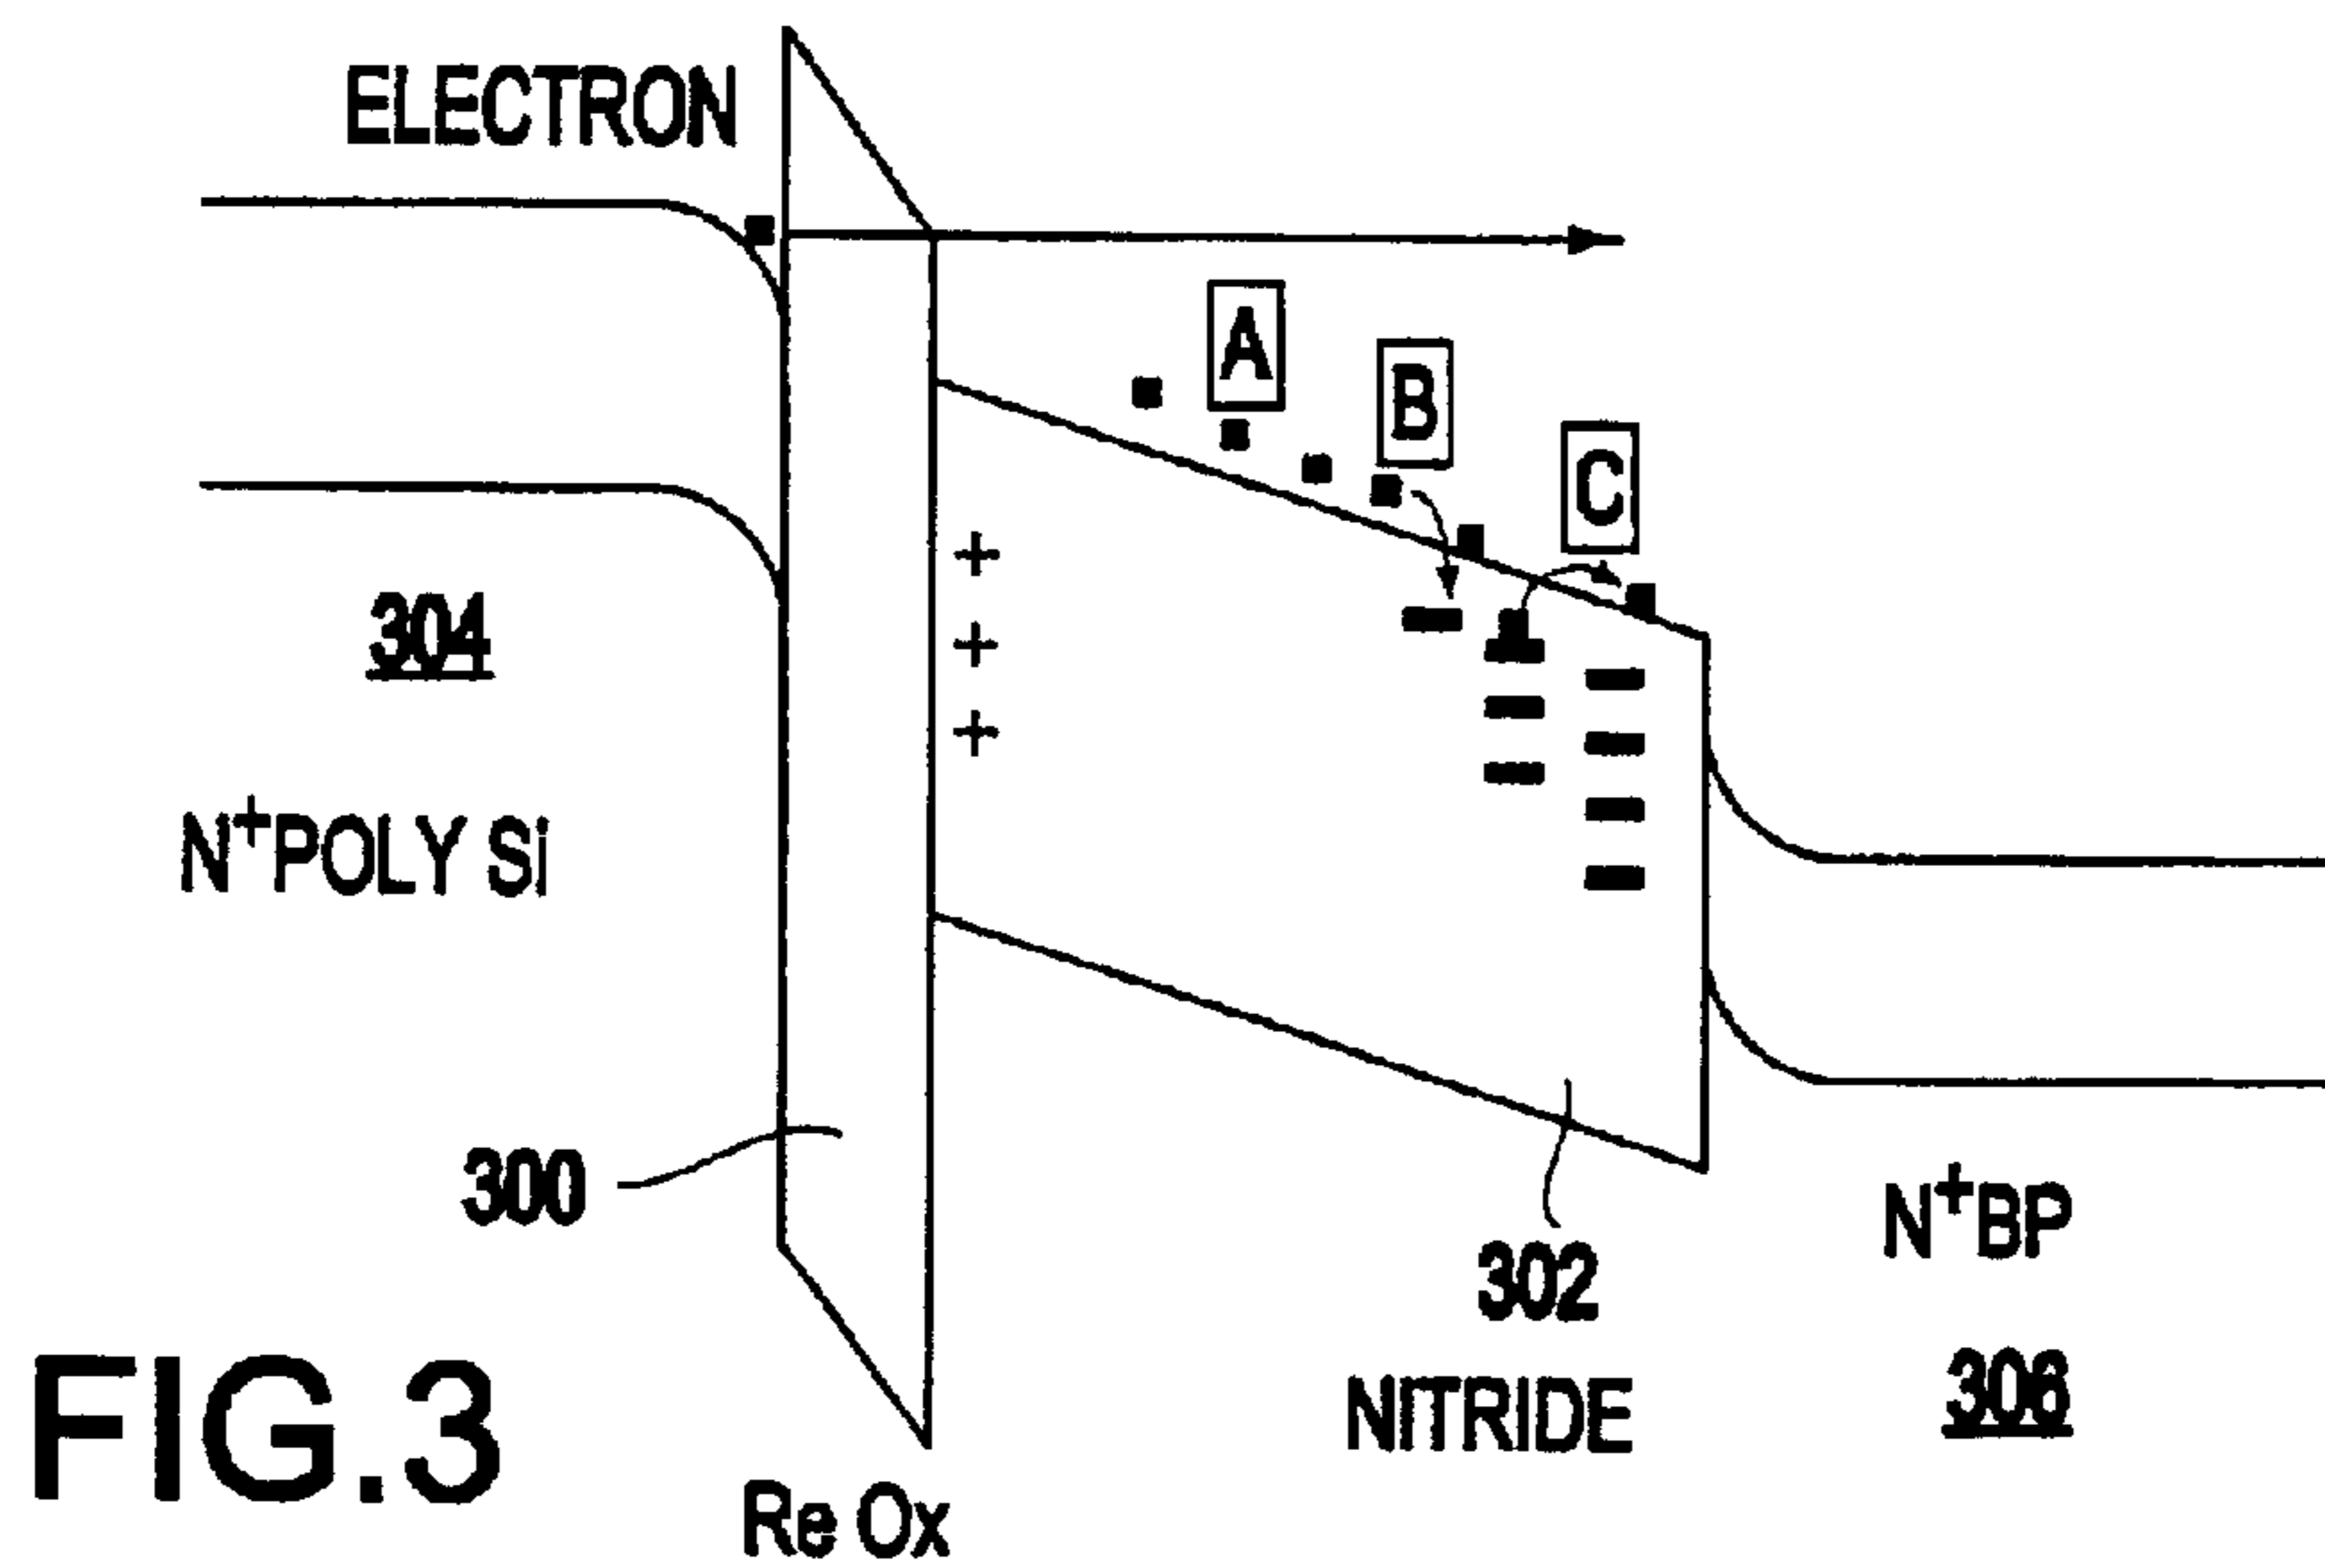 ELECTRON
A
B
C
+
+
+
304
N+POLY Si
300
302
NITRIDE
N+BP
306
FIG.3
Re Ox